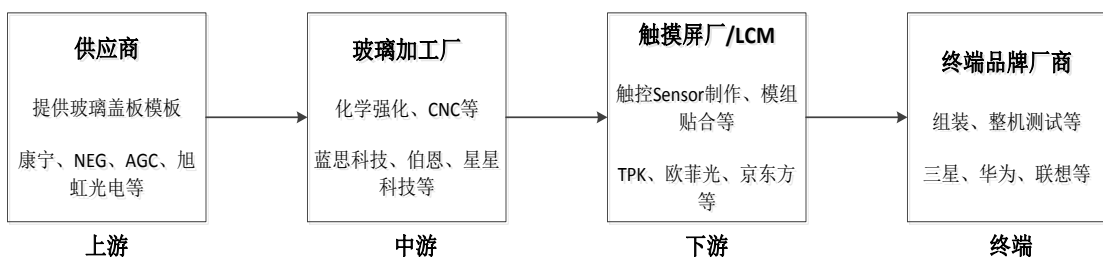 供应商
提供玻璃盖板模板
康宁、NEG、AGC、旭
虹光电等
上游
玻璃加工厂
化学强化、CNC等
蓝思科技、伯恩、星星
科技等
中游
触摸屏厂/LCM
触控Sensor制作、模组
贴合等
TPK、欧菲光、京东方
等
下游
终端品牌厂商
组装、整机测试等
三星、华为、联想等
终端